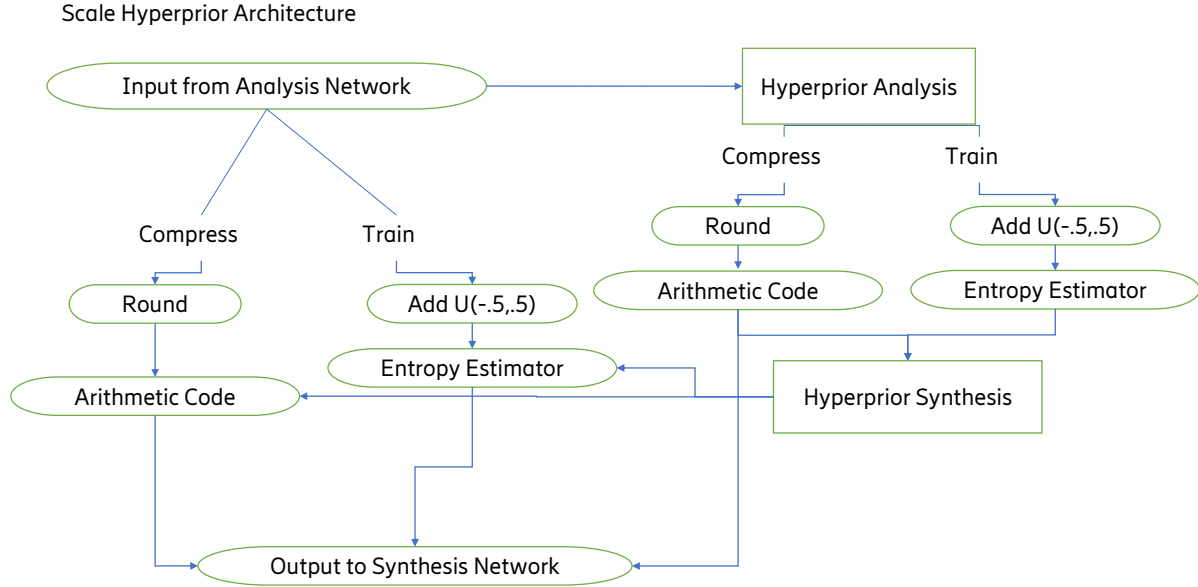 Scale Hyperprior Architecture
Input from Analysis Network
Hyperprior Analysis
Compress
Train
Round
Add U(-.5,.5)
Compress
Train
Arithmetic Code
Entropy Estimator
Round
Add U(-.5,.5)
Entropy Estimator
Arithmetic Code
Hyperprior Synthesis
Output to Synthesis Network